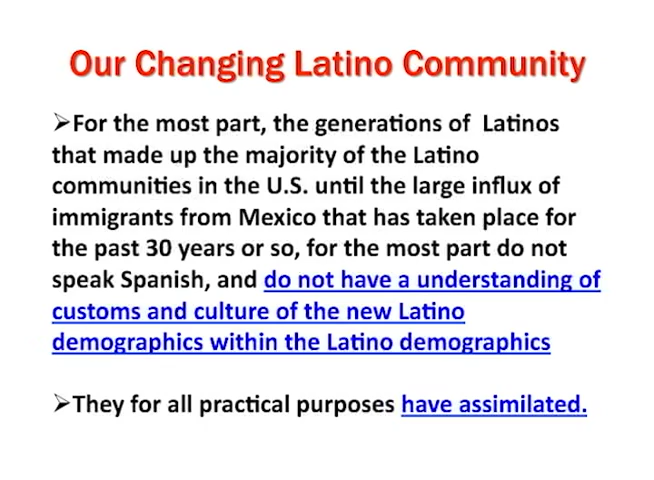 Our Changing Latino Community
➢For the most part, the generations of Latinos
that made up the majority of the Latino
communities in the U.S. until the large influx of
immigrants from Mexico that has taken place for
the past 30 years or so, for the most part do not
speak Spanish, and do not have a understanding of
customs and culture of the new Latino
demographics within the Latino demographics
➢They for all practical purposes have assimilated.